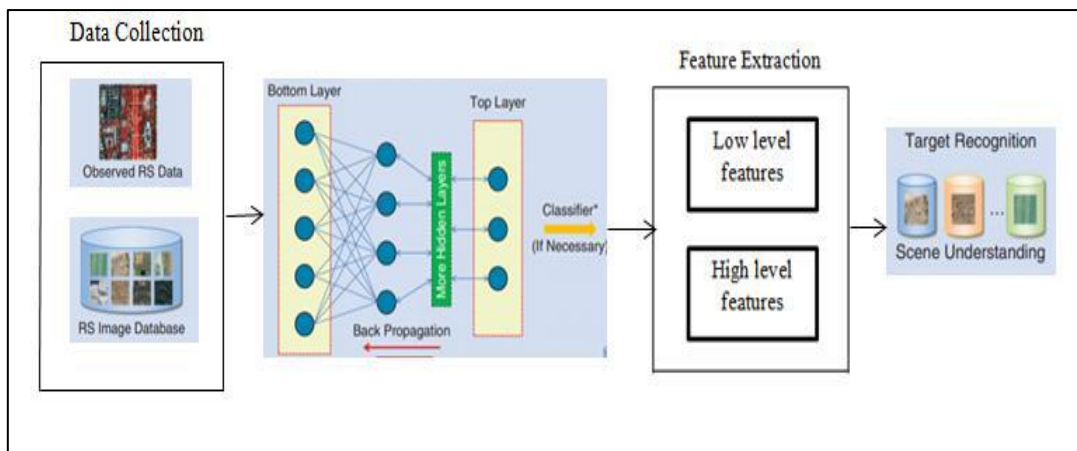 Data Collection
Observed RS Data
RS Image Database
Bottom Layer
Top Layer
More Hidden Layers
Back Propagation
Classifier*
(If Necessary)
Feature Extraction
Low level
features
High level
features
Target Recognition
...
Scene Understanding